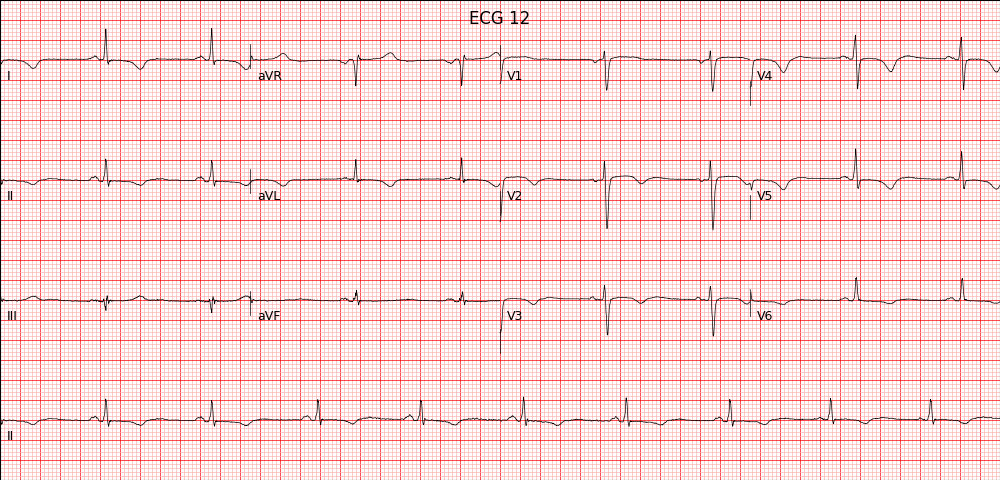 ECG 12
I aVR V1 V4
II aVL V2 V5
III aVF V3 V6
II